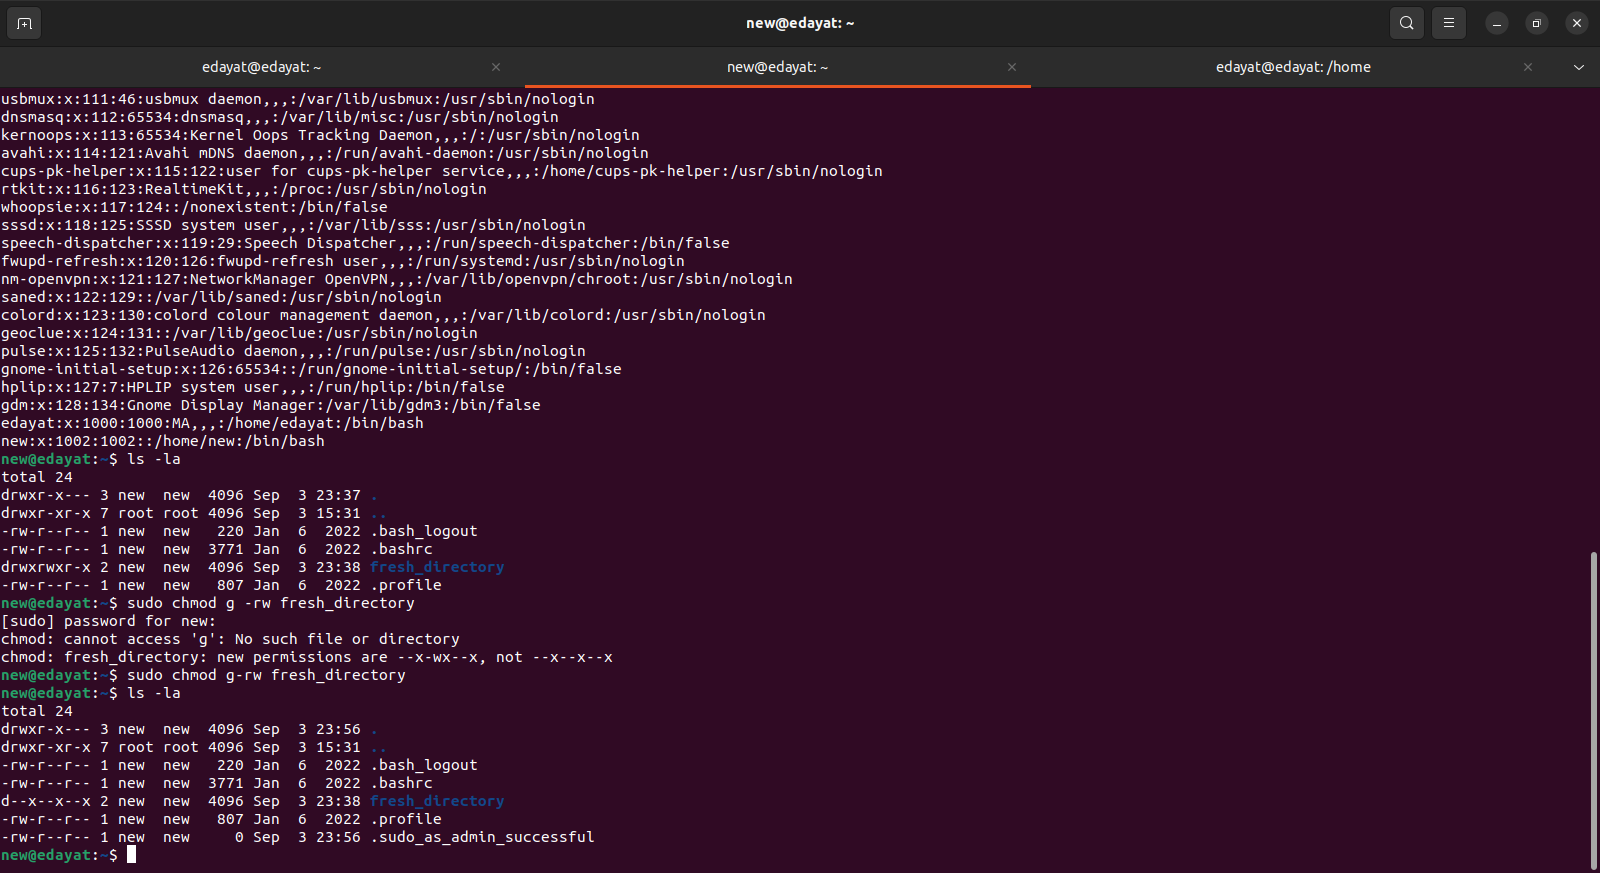 new@edayat: ~
edayat@edayat: ~
new@edayat: ~
edayat@edayat: /home
usbmux:x:111:46:usbmux daemon,,,:/var/lib/usbmux:/usr/sbin/nologin
dnsmasq:x:112:65534:dnsmasq,,,:/var/lib/misc:/usr/sbin/nologin
kernoops:x:113:65534:Kernel Oops Tracking Daemon,,,:/:/usr/sbin/nologin
avahi:x:114:121:Avahi mDNS daemon,,,:/run/avahi-daemon:/usr/sbin/nologin
cups-pk-helper:x:115:122:user for cups-pk-helper service,,,:/home/cups-pk-helper:/usr/sbin/nologin
rtkit:x:116:123:RealtimeKit,,,:/proc:/usr/sbin/nologin
whoopsie:x:117:124::/nonexistent:/bin/false
sssd:x:118:125:SSSD system user,,,:/var/lib/sss:/usr/sbin/nologin
speech-dispatcher:x:119:29:Speech Dispatcher,,,:/run/speech-dispatcher:/bin/false
fwupd-refresh:x:120:126:fwupd-refresh user,,,:/run/systemd:/usr/sbin/nologin
nm-openvpn:x:121:127:NetworkManager OpenVPN,,,:/var/lib/openvpn/chroot:/usr/sbin/nologin
saned:x:122:129::/var/lib/saned:/usr/sbin/nologin
colord:x:123:130:colord colour management daemon,,,:/var/lib/colord:/usr/sbin/nologin
geoclue:x:124:131::/var/lib/geoclue:/usr/sbin/nologin
pulse:x:125:132:PulseAudio daemon,,,:/run/pulse:/usr/sbin/nologin
gnome-initial-setup:x:126:65534::/run/gnome-initial-setup/:/bin/false
hplip:x:127:7:HPLIP system user,,,:/run/hplip:/bin/false
gdm:x:128:134:Gnome Display Manager:/var/lib/gdm3:/bin/false
edayat:x:1000:1000:MA,,,:/home/edayat:/bin/bash
new:x:1002:1002::/home/new:/bin/bash
new@edayat:~$ ls -la
total 24
drwxr-x--- 3 new  new  4096 Sep  3 23:37 .
drwxr-xr-x 7 root root 4096 Sep  3 15:31 ..
-rw-r--r-- 1 new  new   220 Jan  6  2022 .bash_logout
-rw-r--r-- 1 new  new  3771 Jan  6  2022 .bashrc
drwxrwxr-x 2 new  new  4096 Sep  3 23:38 fresh_directory
-rw-r--r-- 1 new  new   807 Jan  6  2022 .profile
new@edayat:~$ sudo chmod g -rw fresh_directory
[sudo] password for new:
chmod: cannot access 'g': No such file or directory
chmod: fresh_directory: new permissions are --x-wx--x, not --x--x--x
new@edayat:~$ sudo chmod g-rw fresh_directory
new@edayat:~$ ls -la
total 24
drwxr-x--- 3 new  new  4096 Sep  3 23:56 .
drwxr-xr-x 7 root root 4096 Sep  3 15:31 ..
-rw-r--r-- 1 new  new   220 Jan  6  2022 .bash_logout
-rw-r--r-- 1 new  new  3771 Jan  6  2022 .bashrc
d--x--x--x 2 new  new  4096 Sep  3 23:38 fresh_directory
-rw-r--r-- 1 new  new   807 Jan  6  2022 .profile
-rw-r--r-- 1 new  new     0 Sep  3 23:56 .sudo_as_admin_successful
new@edayat:~$